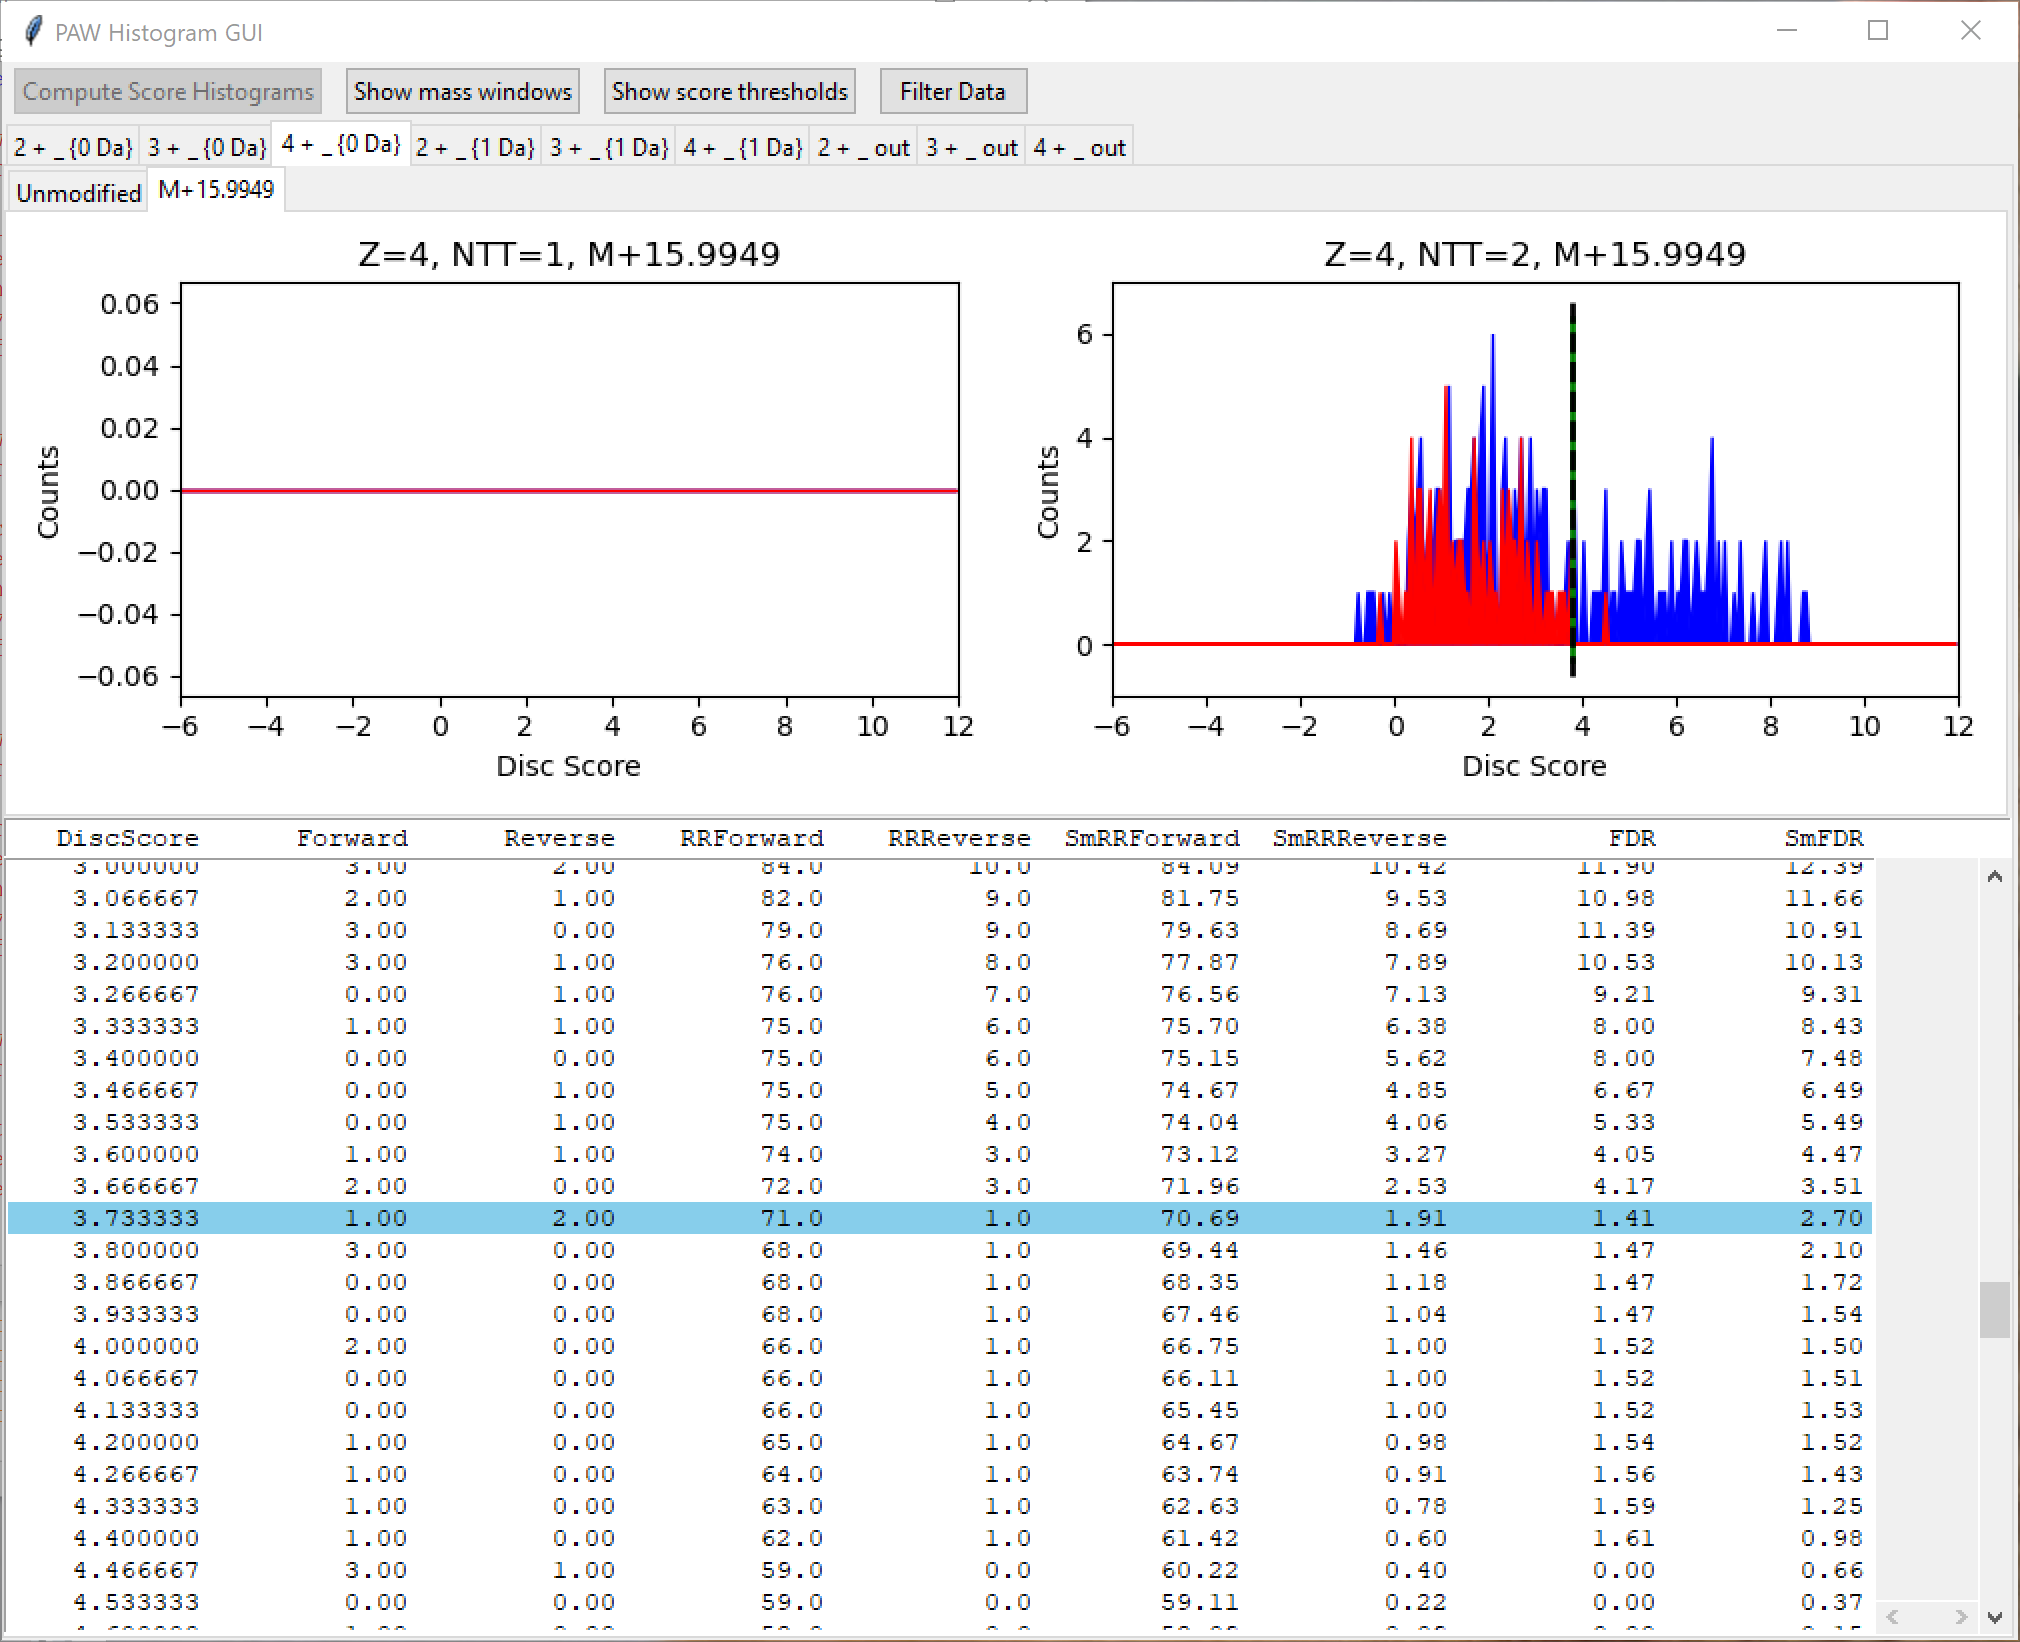 PAW Histogram GUI
Compute Score Histograms Show mass windows Show score thresholds Filter Data
2 + _ {0 Da} 3 + _ {0 Da} 4 + _ {0 Da} 2 + _ {1 Da} 3 + _ {1 Da} 4 + _ {1 Da} 2 + _ out 3 + _ out 4 + _ out
Unmodified M+15.9949
Z=4, NTT=1, M+15.9949
0.06
0.04
0.02
0.00
−0.02
−0.04
−0.06
Counts
−6 −4 −2 0 2 4 6 8 10 12
Disc Score
Z=4, NTT=2, M+15.9949
6
4
2
0
Counts
−6 −4 −2 0 2 4 6 8 10 12
Disc Score
DiscScore Forward Reverse RRForward RRReverse SmRRForward SmRRReverse FDR SmFDR
3.000000 3.00 2.00 84.0 10.0 84.09 10.42 11.90 12.39
3.066667 2.00 1.00 82.0 9.0 81.75 9.53 10.98 11.66
3.133333 3.00 0.00 79.0 9.0 79.63 8.69 11.39 10.91
3.200000 3.00 1.00 76.0 8.0 77.87 7.89 10.53 10.13
3.266667 0.00 1.00 76.0 7.0 76.56 7.13 9.21 9.31
3.333333 1.00 1.00 75.0 6.0 75.70 6.38 8.00 8.43
3.400000 0.00 0.00 75.0 6.0 75.15 5.62 8.00 7.48
3.466667 0.00 1.00 75.0 5.0 74.67 4.85 6.67 6.49
3.533333 0.00 1.00 75.0 4.0 74.04 4.06 5.33 5.49
3.600000 1.00 1.00 74.0 3.0 73.12 3.27 4.05 4.47
3.666667 2.00 0.00 72.0 3.0 71.96 2.53 4.17 3.51
3.733333 1.00 2.00 71.0 1.0 70.69 1.91 1.41 2.70
3.800000 3.00 0.00 68.0 1.0 69.44 1.46 1.47 2.10
3.866667 0.00 0.00 68.0 1.0 68.35 1.18 1.47 1.72
3.933333 0.00 0.00 68.0 1.0 67.46 1.04 1.47 1.54
4.000000 2.00 0.00 66.0 1.0 66.75 1.00 1.52 1.50
4.066667 0.00 0.00 66.0 1.0 66.11 1.00 1.52 1.51
4.133333 0.00 0.00 66.0 1.0 65.45 1.00 1.52 1.53
4.200000 1.00 0.00 65.0 1.0 64.67 0.98 1.54 1.52
4.266667 1.00 0.00 64.0 1.0 63.74 0.91 1.56 1.43
4.333333 1.00 0.00 63.0 1.0 62.63 0.78 1.59 1.25
4.400000 1.00 0.00 62.0 1.0 61.42 0.60 1.61 0.98
4.466667 3.00 1.00 59.0 0.0 60.22 0.40 0.00 0.66
4.533333 0.00 0.00 59.0 0.0 59.11 0.22 0.00 0.37